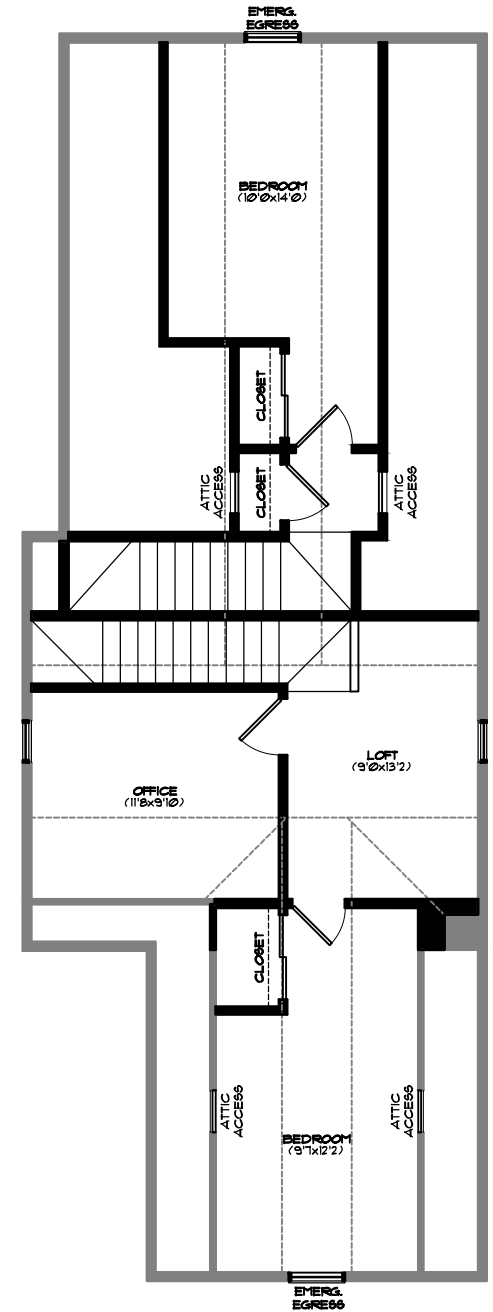 EMERG.
EGRESS
BEDROOM
(10'0x14'0)
CLOSET
ATTIC
ACCESS
CLOSET
ATTIC
ACCESS
LOFT
(9'0x13'2)
OFFICE
(11'8x9'10)
CLOSET
ATTIC
ACCESS
ATTIC
ACCESS
BEDROOM
(9'7x12'2)
EMERG.
EGRESS